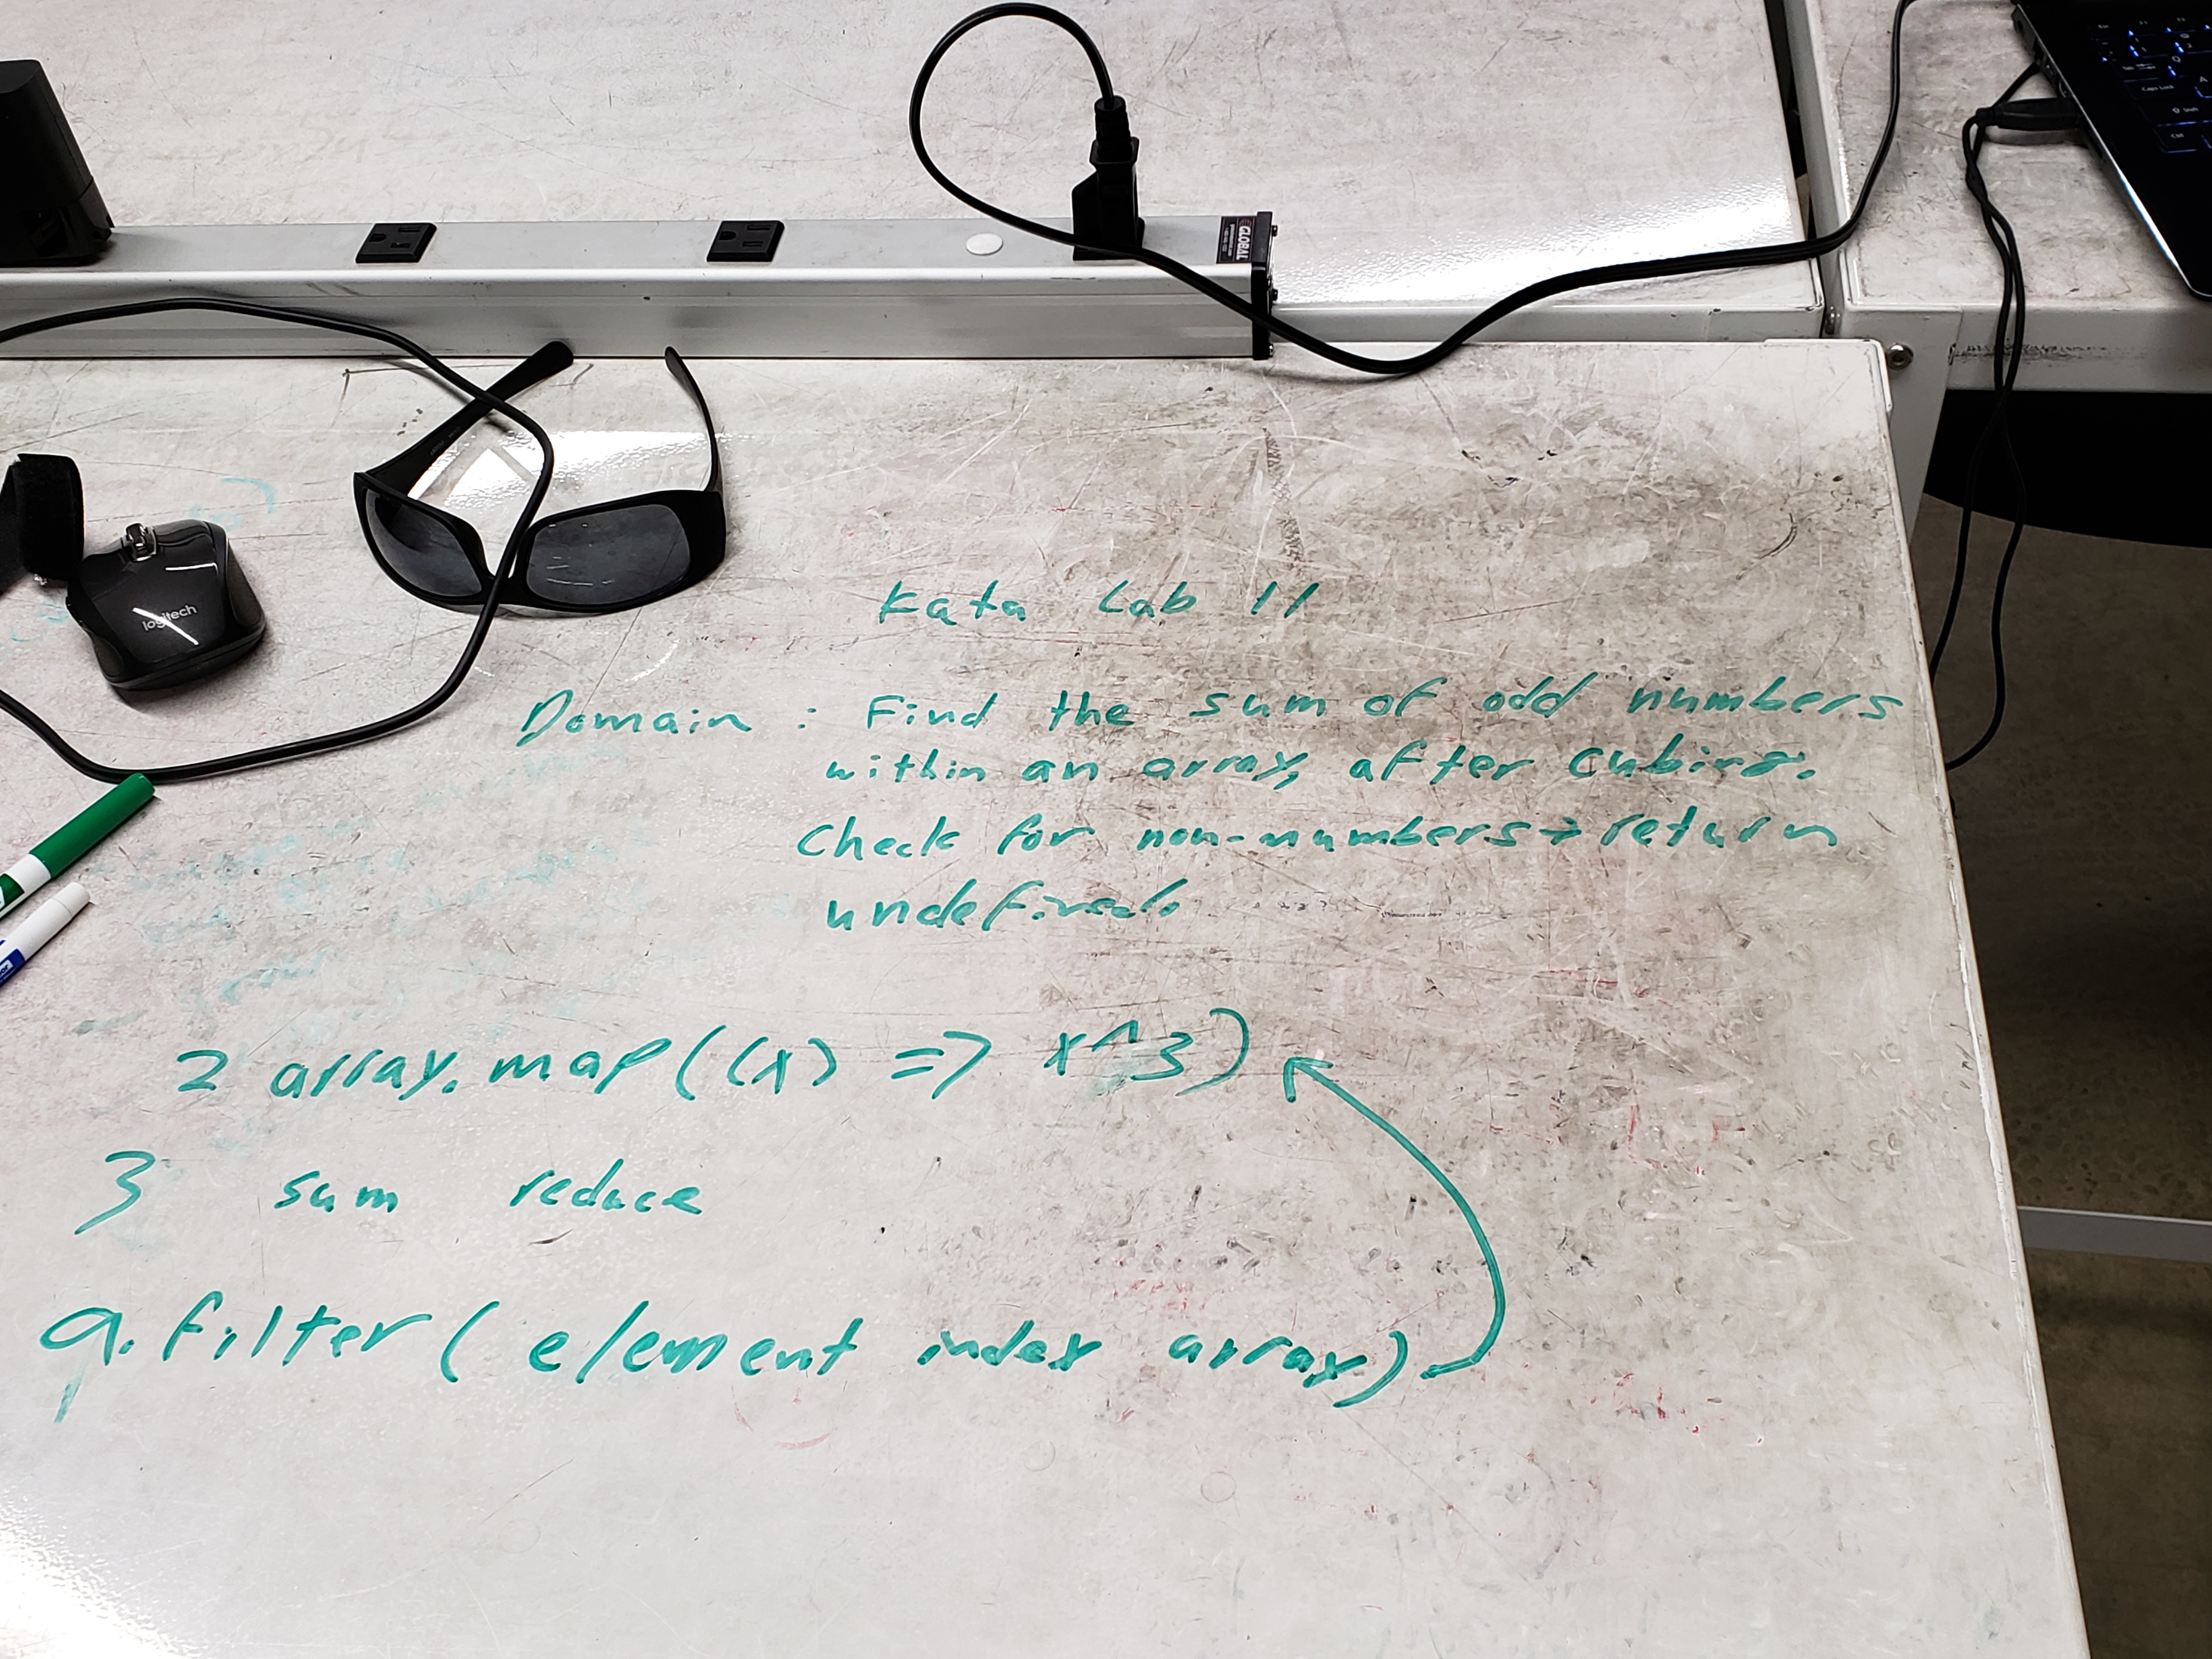 GLOBAL
logitech
Kata Lab 11
Domain : Find the sum of odd numbers
within an array, after cubing.
Check for non-numbers → return
undefined.
2 array.map((x) => x^3)
3 sum reduce
a.filter( element index array)